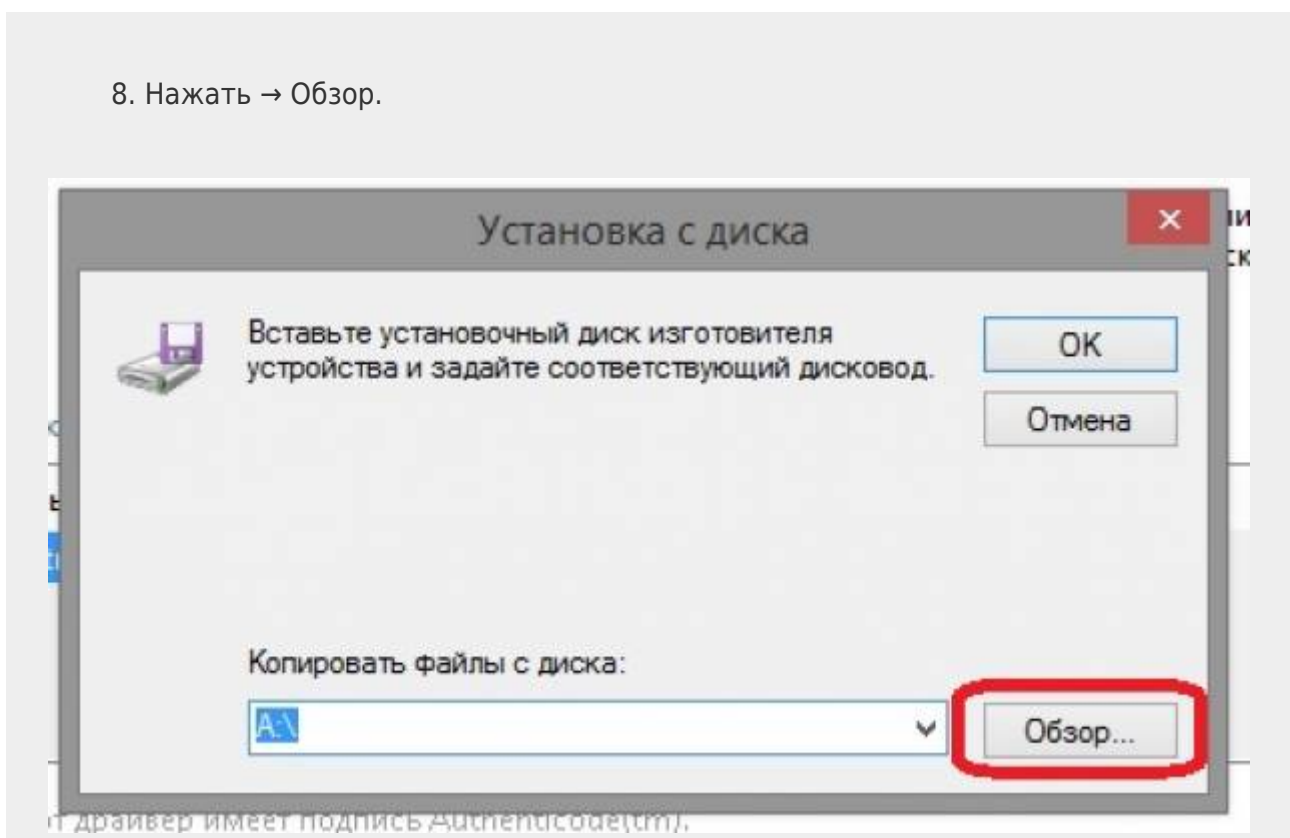 8. Нажать → Обзор.
Установка с диска
Вставьте установочный диск изготовителя
устройства и задайте соответствующий дисковод.
OK
Отмена
Копировать файлы с диска:
A:\
Обзор...
т драйвер имеет подпись Authenticode(tm).